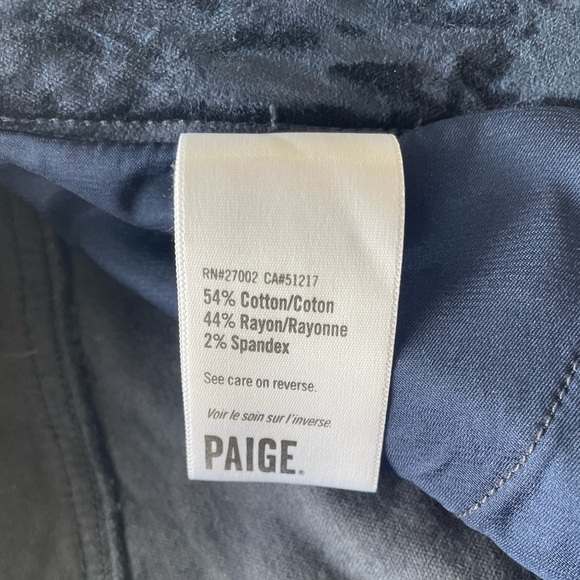 RN#27002 CA#51217
54% Cotton/Coton
44% Rayon/Rayonne
2% Spandex
See care on reverse.
Voir le soin sur l'inverse.
PAIGE.